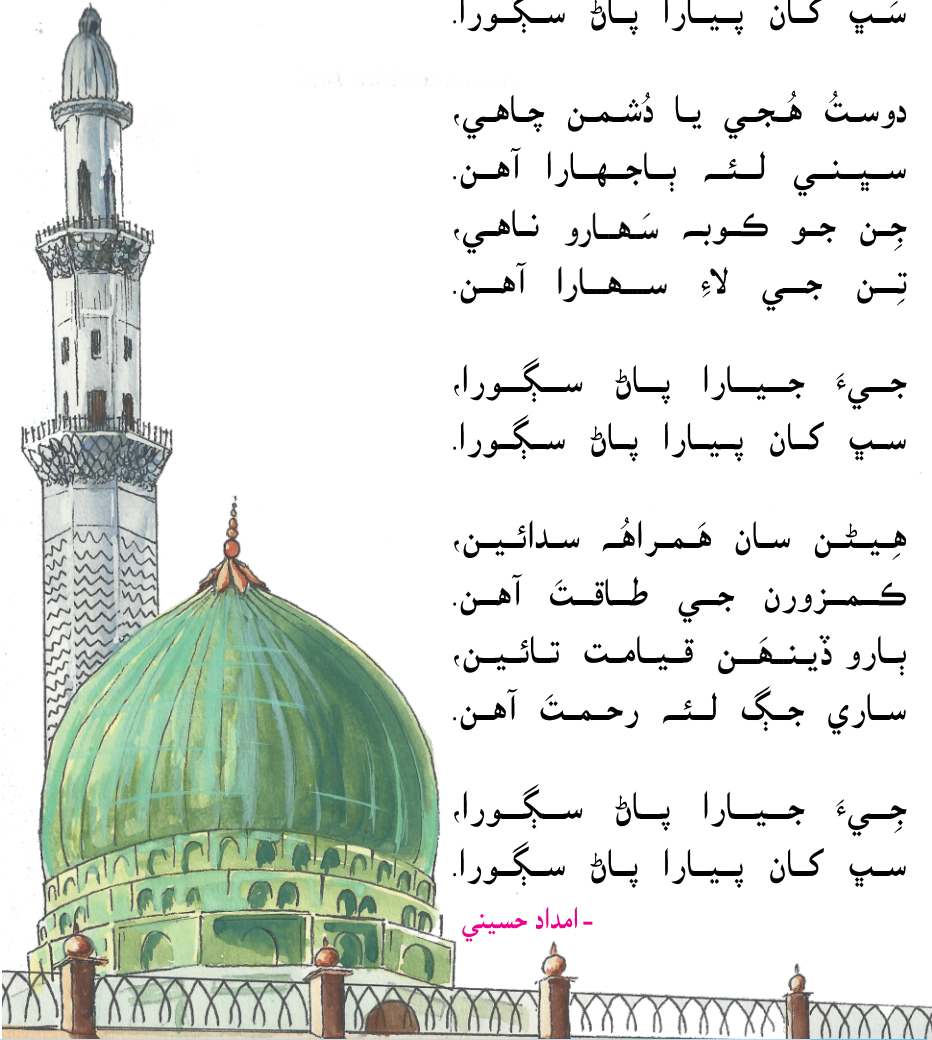 سَڀ کان پيارا پاڻ سڳورا.
دوستُ هُجي يا دُشمن چاهي،
سڀني لئہ ٻاجهارا آهن.
جِن جو ڪوبہ سَهارو ناهي،
تِن جي لاءِ سهارا آهن.
جيءَ جيارا پاڻ سڳورا،
سڀ کان پيارا پاڻ سڳورا.
هِيڻن سان هَمراهُہ سدائين،
ڪمزورن جي طاقتَ آهن.
ٻارو ڏينهَن قيامت تائين،
ساري جڳ لئہ رحمتَ آهن.
جِيءَ جيارا پاڻ سڳورا،
سڀ کان پيارا پاڻ سڳورا.
- امداد حسيني